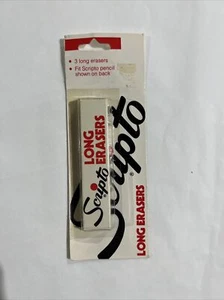 • 3 long erasers
• Fit Scripto pencil
shown on back
Scripto
LONG
ERASERS
Scripto
LONG ERASERS